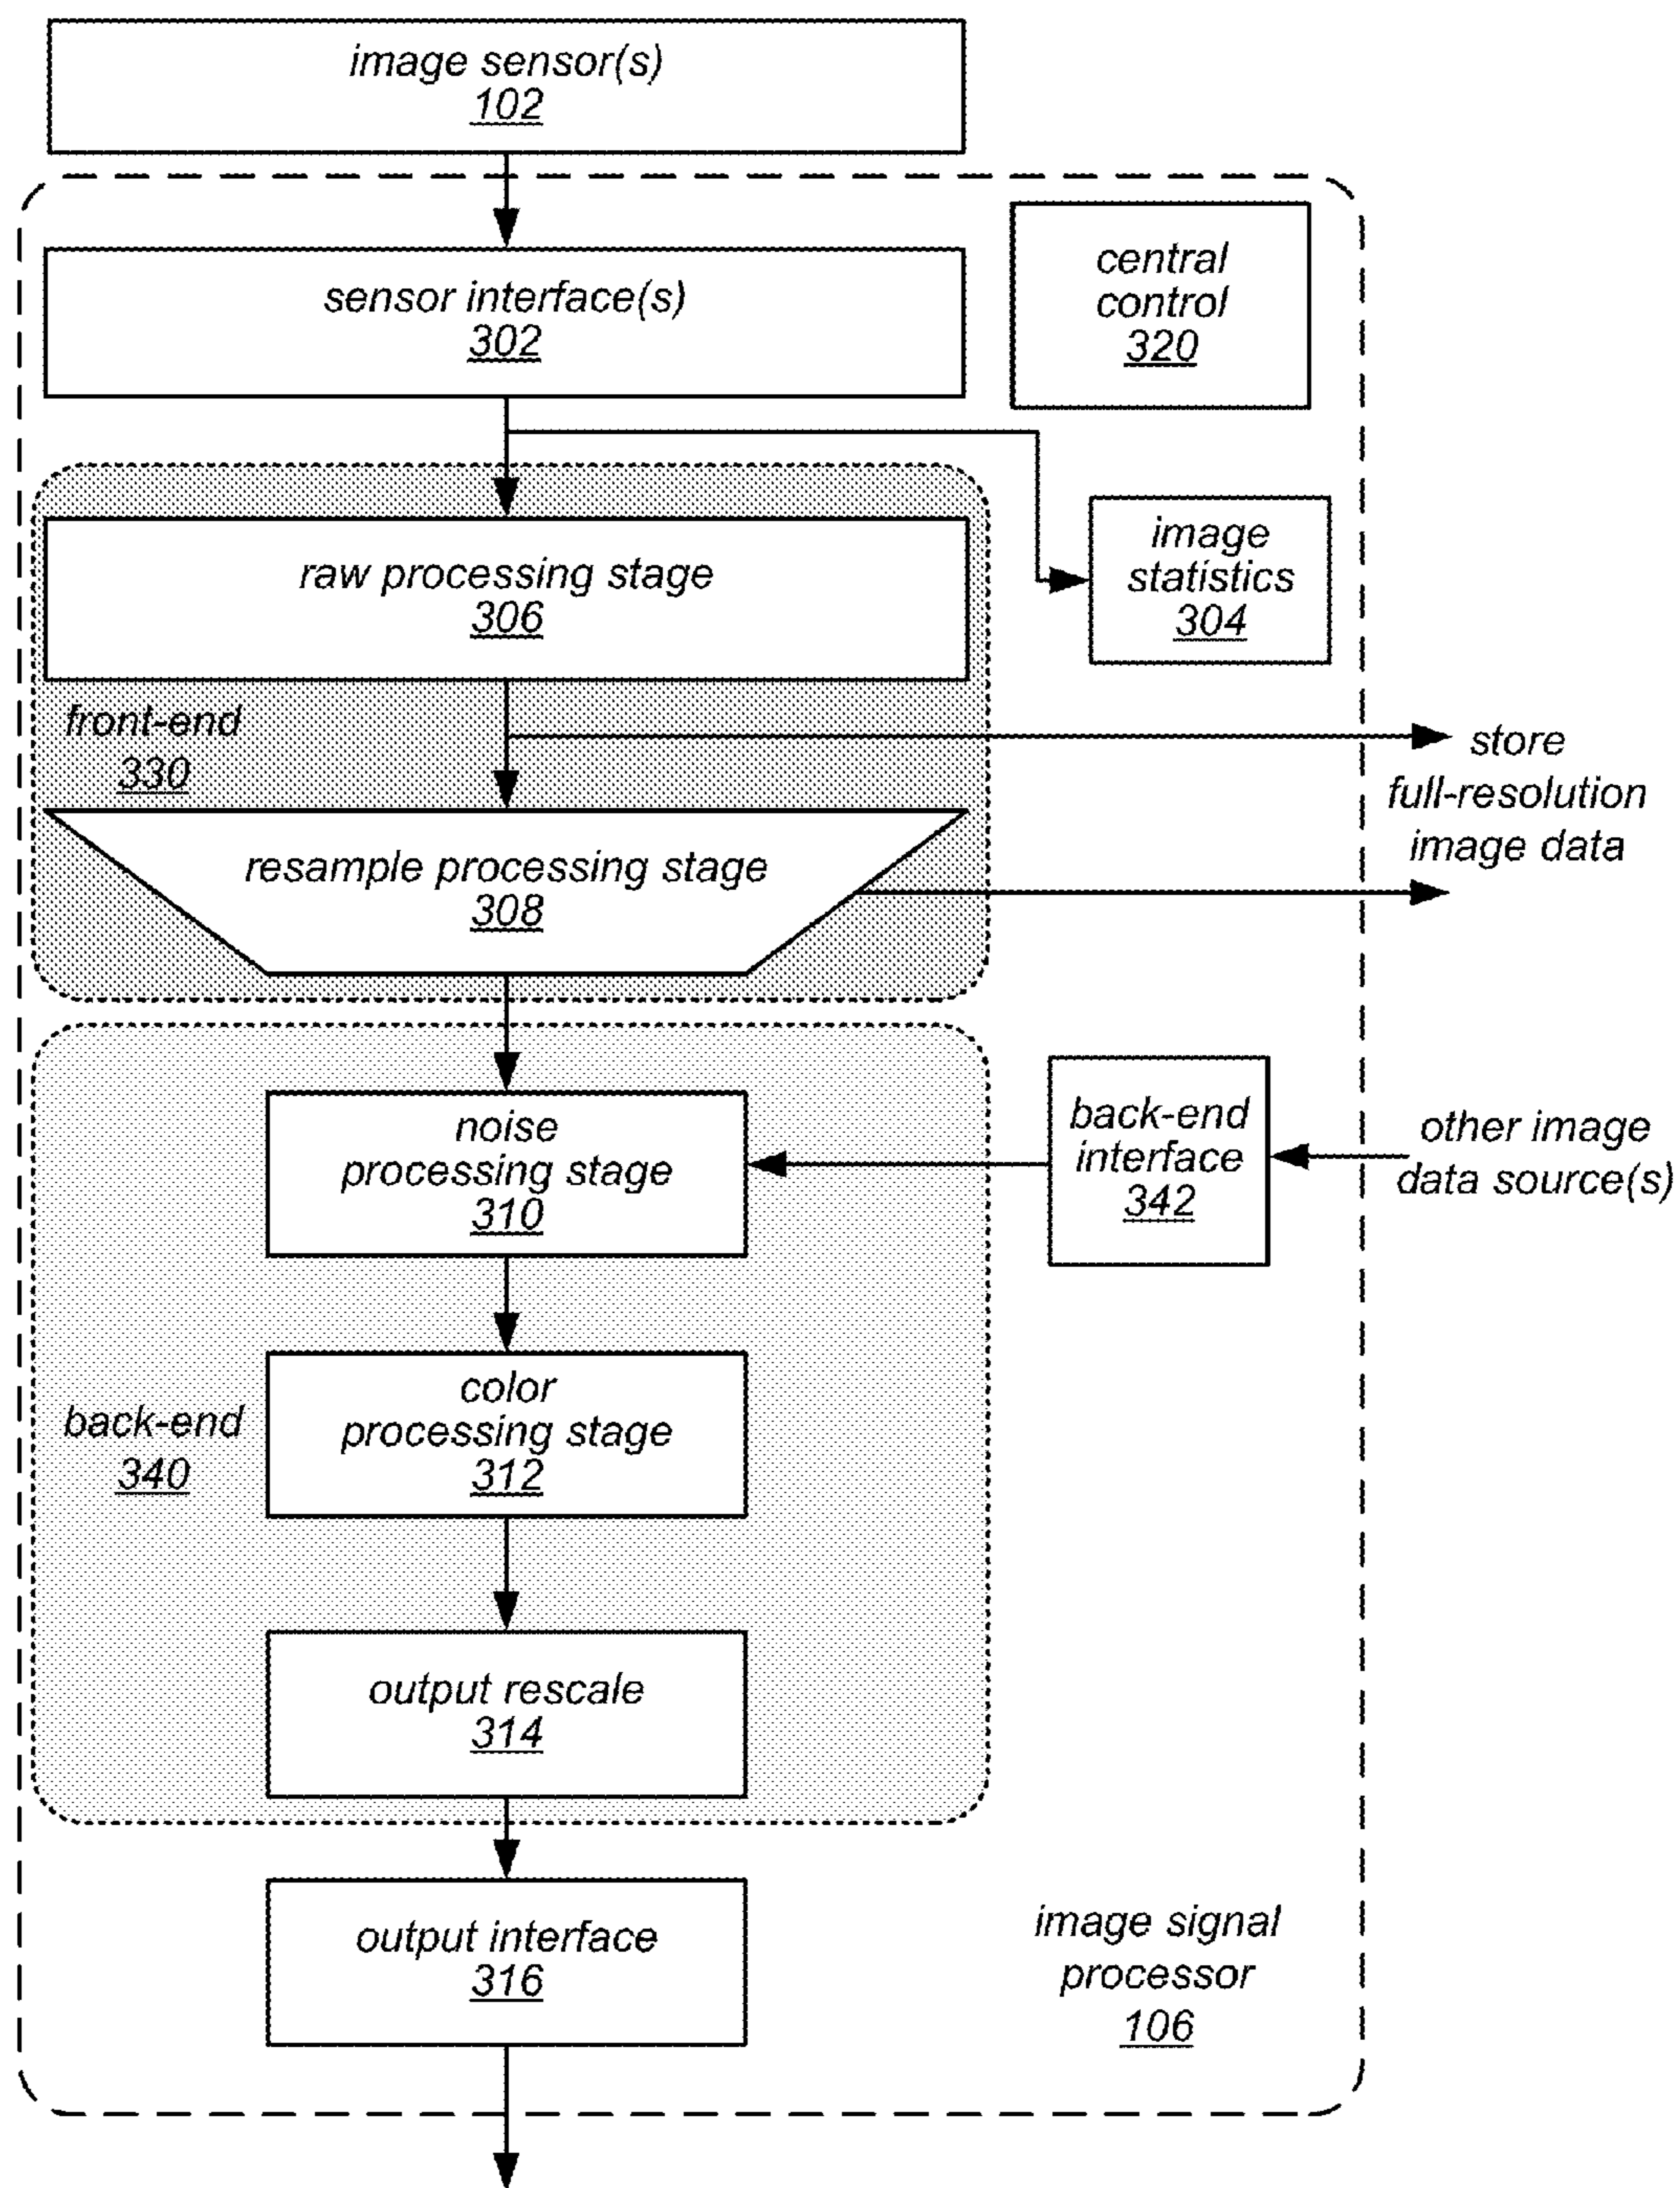 image sensor(s)
102
sensor interface(s)
302
central
control
320
raw processing stage
306
image
statistics
304
front-end
330
store
full-resolution
image data
resample processing stage
308
noise
processing stage
310
back-end
interface
342
other image
data source(s)
color
processing stage
312
back-end
340
output rescale
314
output interface
316
image signal
processor
106